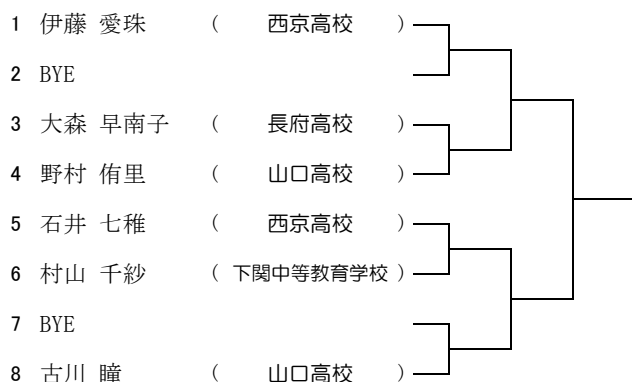 1 伊藤 愛珠 ( 西京高校 )
2 BYE
3 大森 早南子 ( 長府高校 )
4 野村 侑里 ( 山口高校 )
5 石井 七稚 ( 西京高校 )
6 村山 千紗 ( 下関中等教育学校 )
7 BYE
8 古川 瞳 ( 山口高校 )